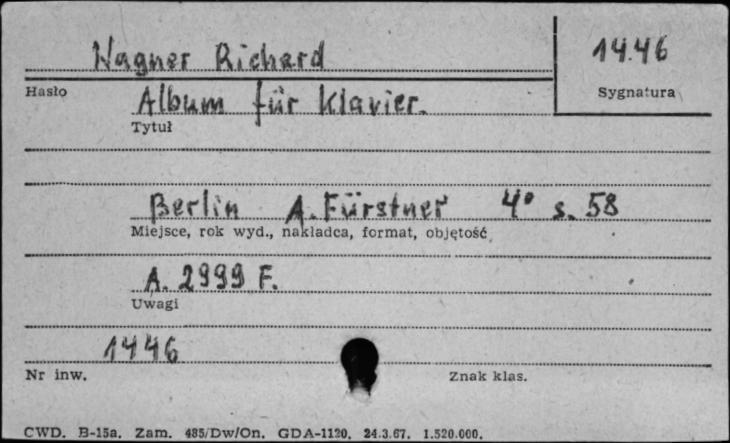 Wagner Richard 1446
Hasło Sygnatura
Album für Klavier.
Tytuł
Berlin A. Fürstner 4° s. 58
Miejsce, rok wyd., nakładca, format, objętość
A. 2999 F.
Uwagi
1446
Nr inw. Znak klas.
CWD. B-15a. Zam. 485/Dw/On. GDA-1120. 24.3.67. 1.520.000.